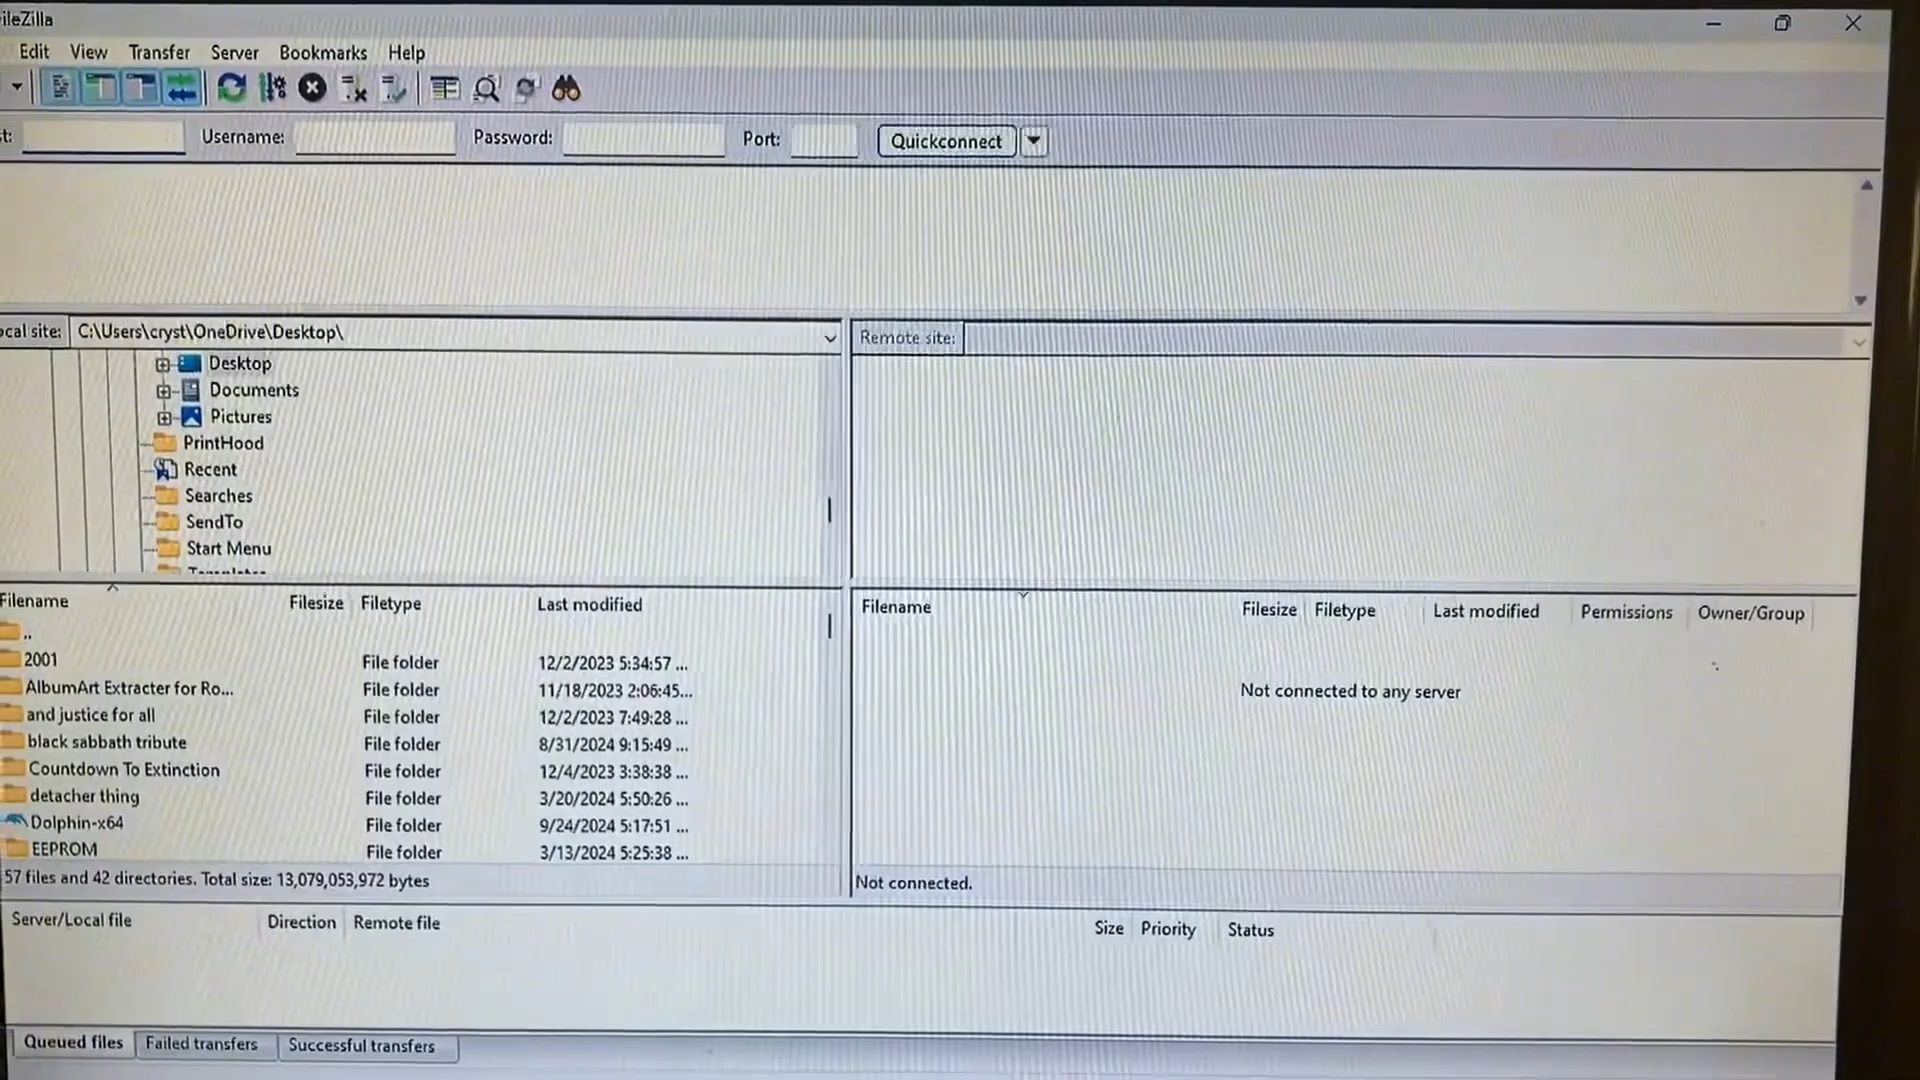 ileZilla
Edit View Transfer Server Bookmarks Help
t: Username: Password: Port: Quickconnect
ocal site: C:\Users\cryst\OneDrive\Desktop\
Remote site:
Desktop
Documents
Pictures
PrintHood
Recent
Searches
SendTo
Start Menu
Filename Filesize Filetype Last modified
..
2001 File folder 12/2/2023 5:34:57 ...
AlbumArt Extracter for Ro... File folder 11/18/2023 2:06:45...
and justice for all File folder 12/2/2023 7:49:28 ...
black sabbath tribute File folder 8/31/2024 9:15:49 ...
Countdown To Extinction File folder 12/4/2023 3:38:38 ...
detacher thing File folder 3/20/2024 5:50:26 ...
Dolphin-x64 File folder 9/24/2024 5:17:51 ...
EEPROM File folder 3/13/2024 5:25:38 ...
57 files and 42 directories. Total size: 13,079,053,972 bytes
Filename Filesize Filetype Last modified Permissions Owner/Group
Not connected to any server
Not connected.
Server/Local file Direction Remote file Size Priority Status
Queued files Failed transfers Successful transfers